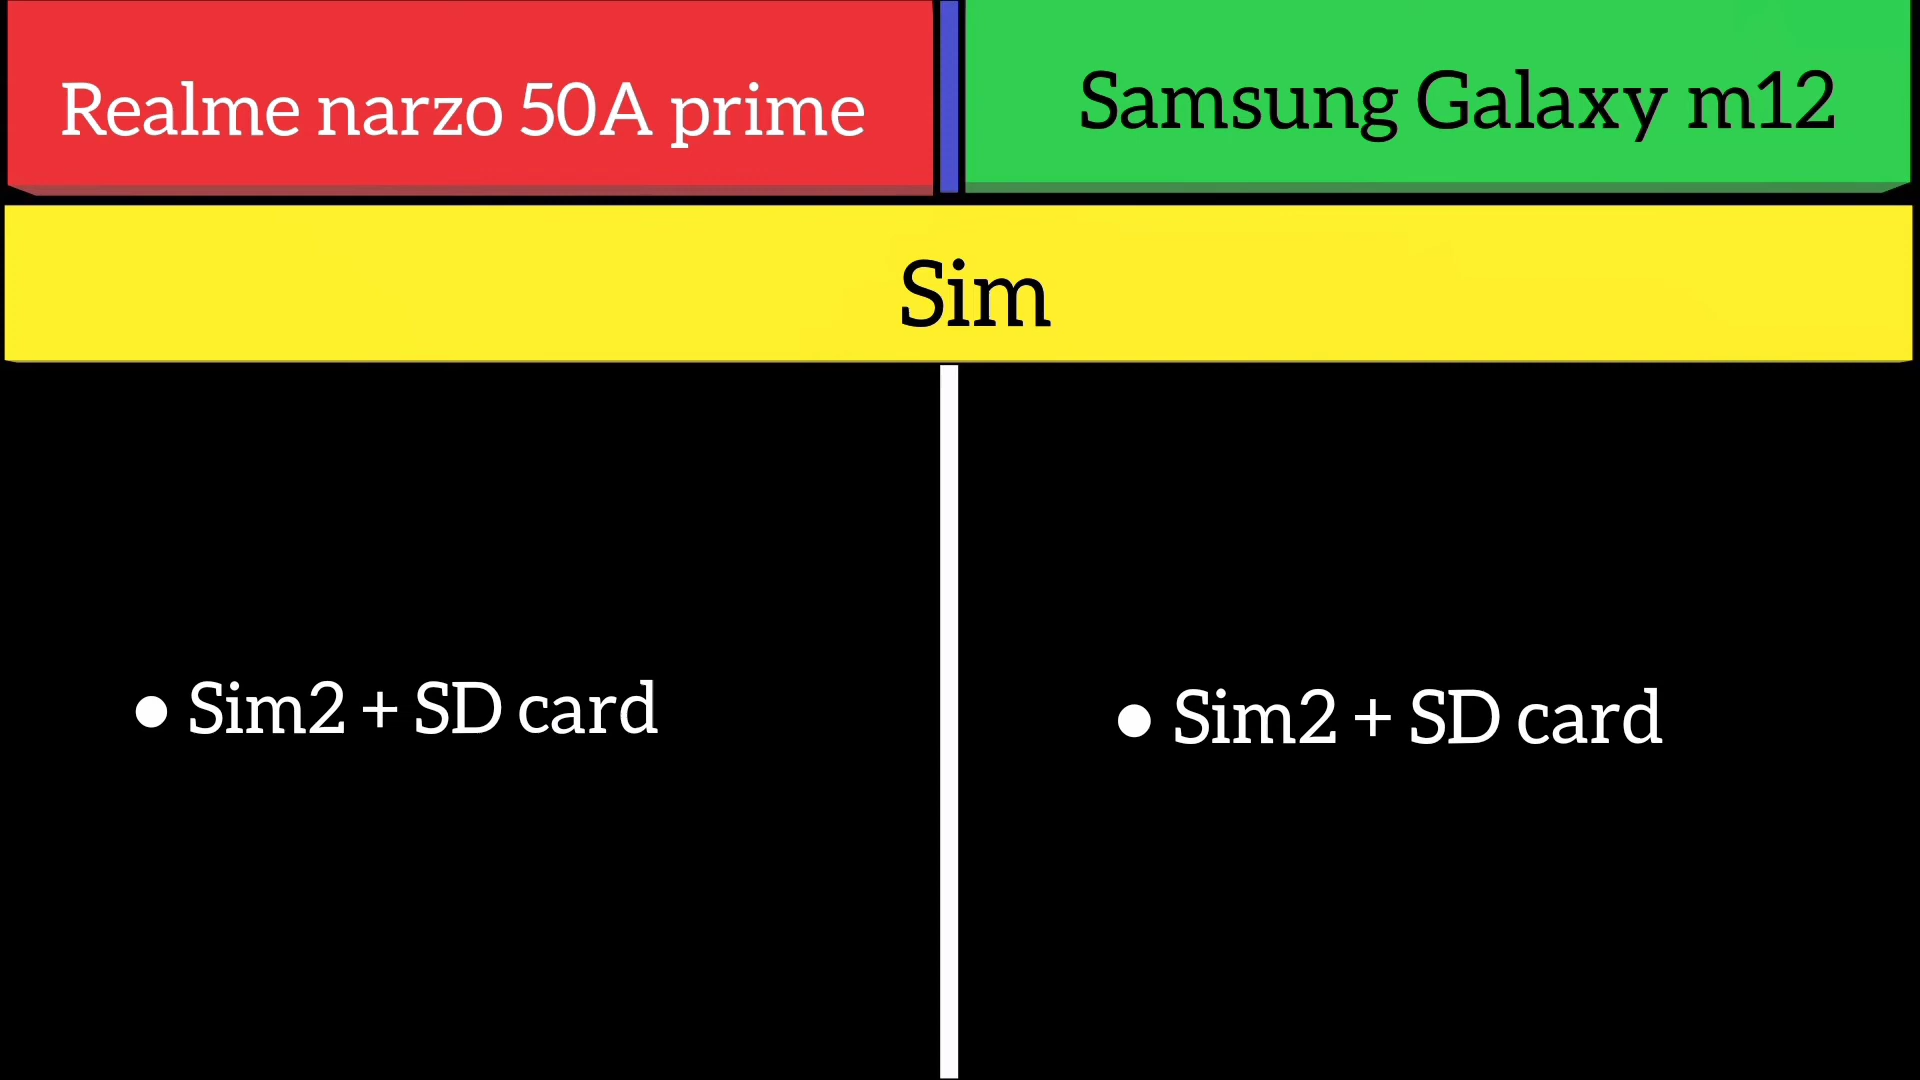 Realme narzo 50A prime
Samsung Galaxy m12
Sim
● Sim2 + SD card
● Sim2 + SD card